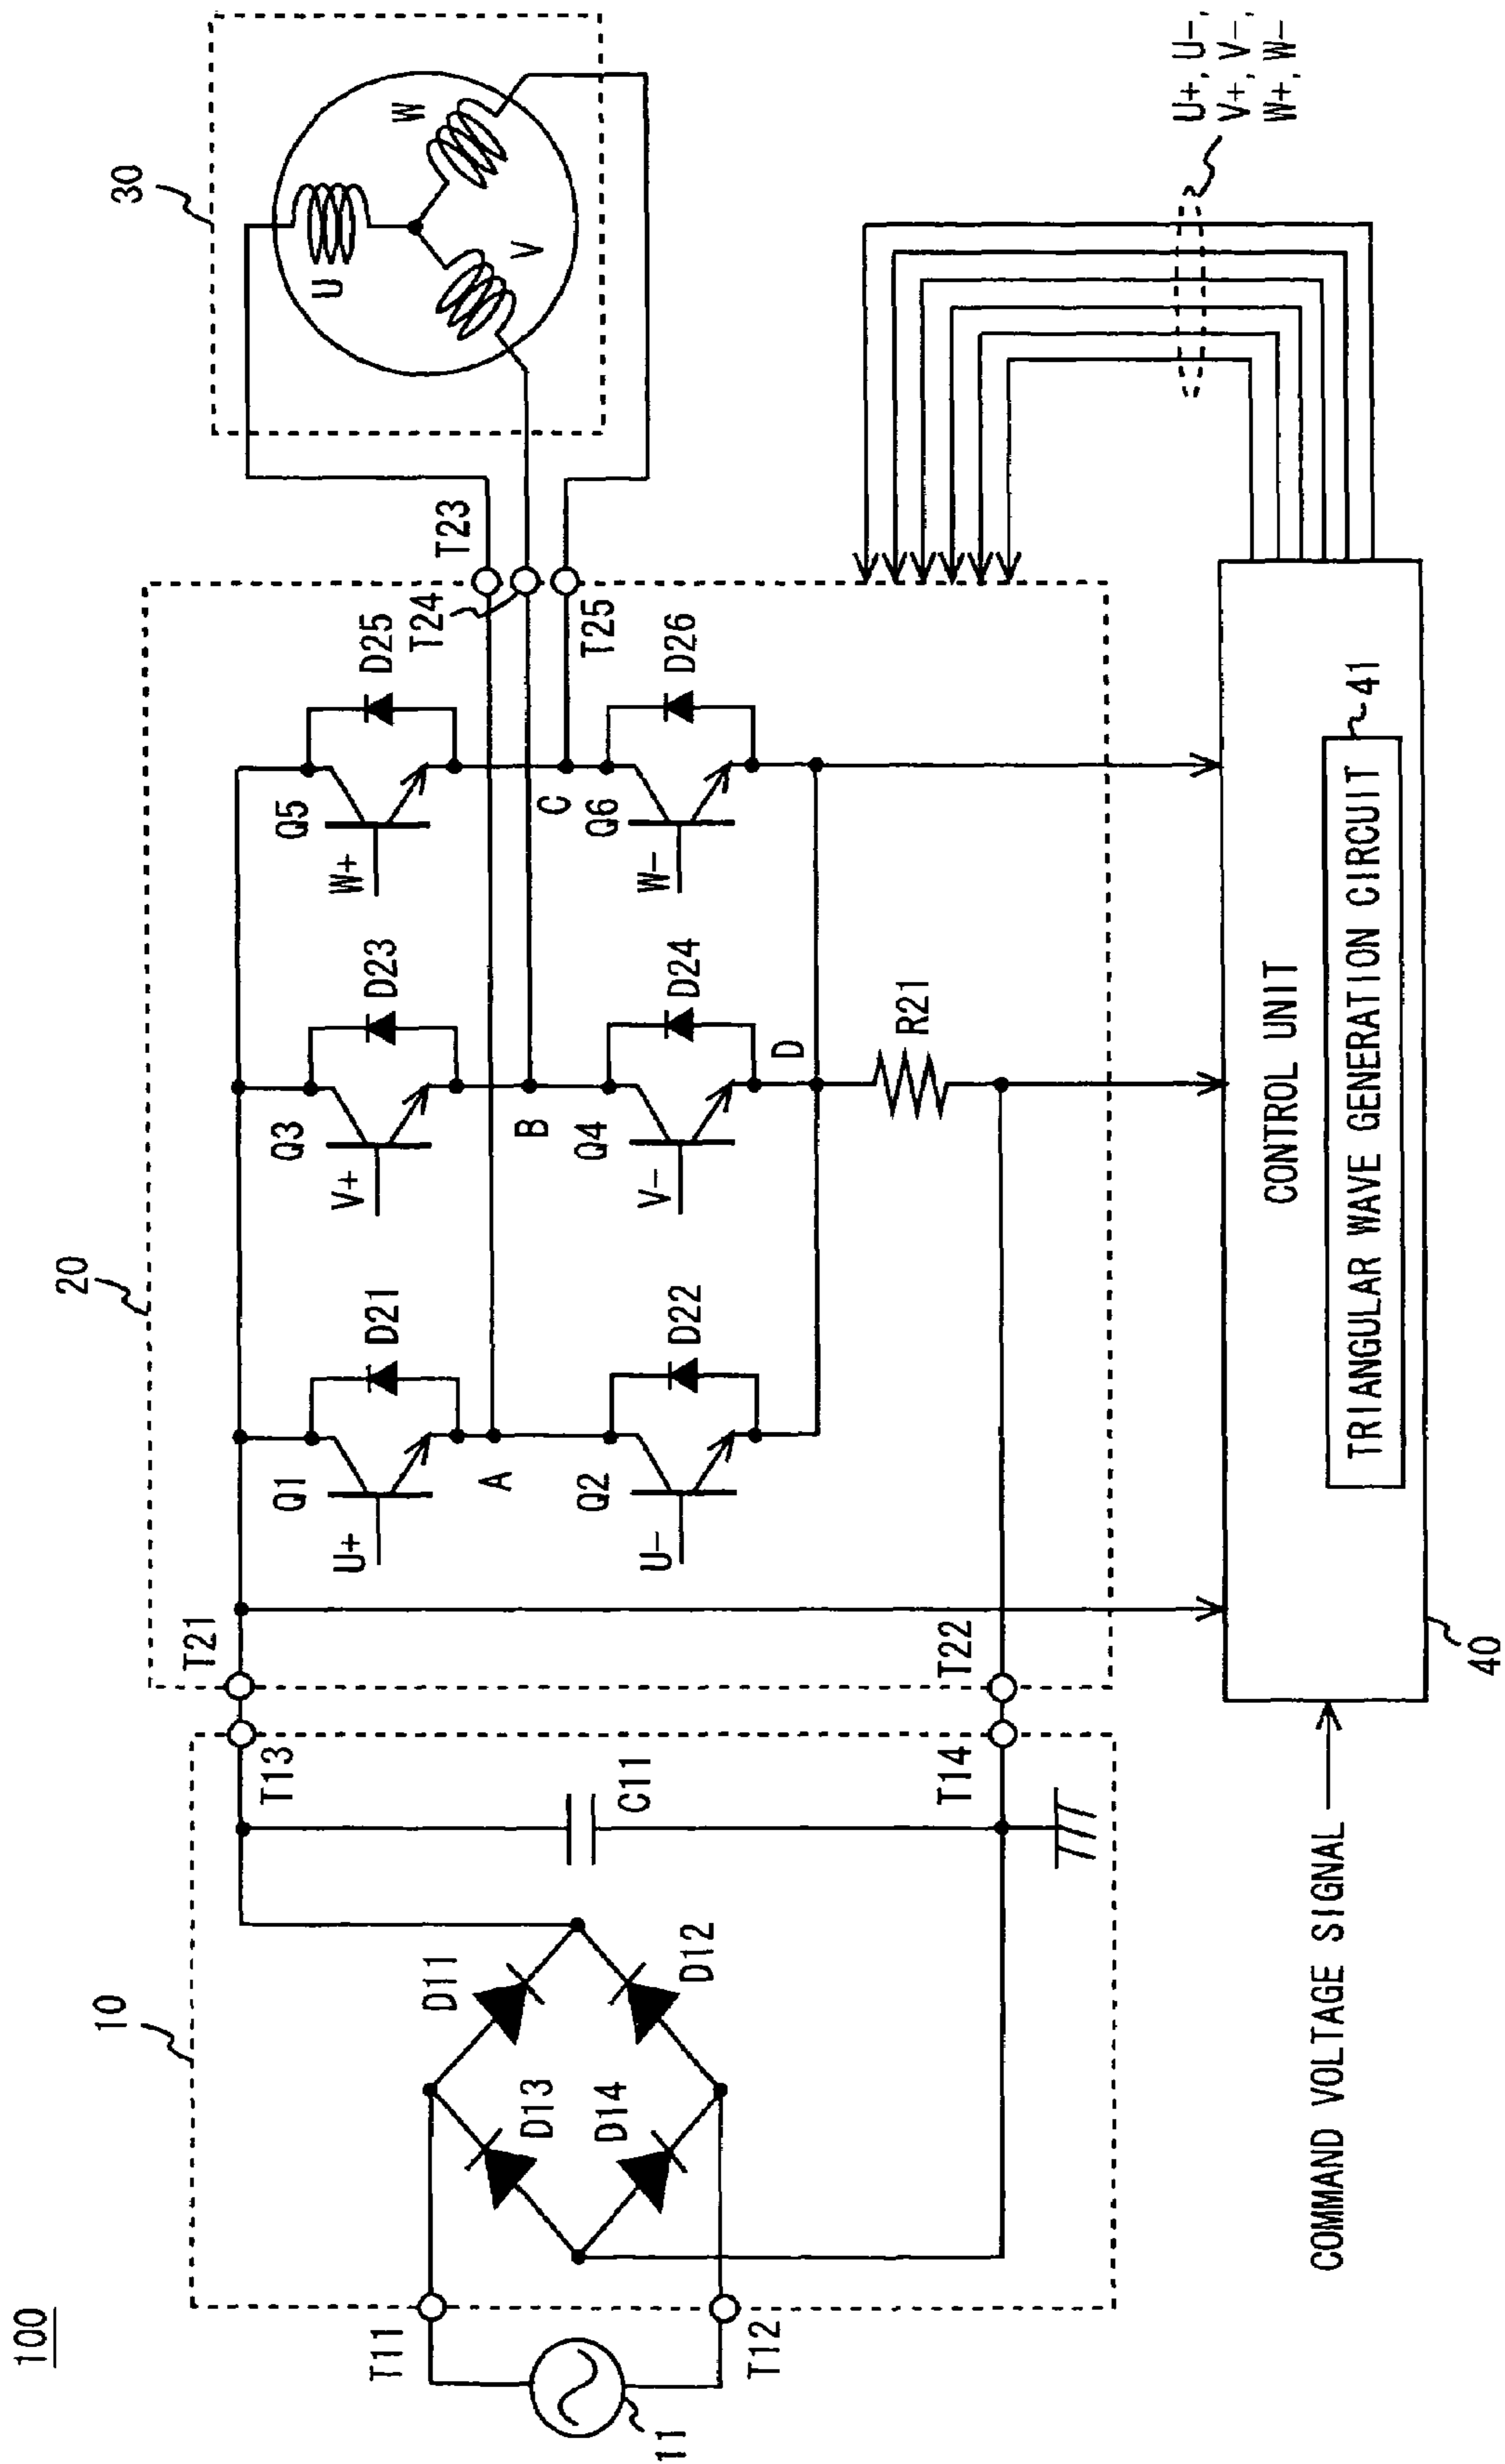 100
10
20
30
T11
T12
11
D11
D12
D13
D14
T13
C11
T14
T21
T22
Q1
U+
D21
A
Q2
U-
D22
Q3
V+
D23
B
Q4
V-
D24
D
R21
Q5
W+
D25
C
Q6
W-
D26
T23
T24
T25
U
V
W
U+, U-,
V+, V-,
W+, W-
COMMAND VOLTAGE SIGNAL
40
CONTROL UNIT
TRIANGULAR WAVE GENERATION CIRCUIT
41